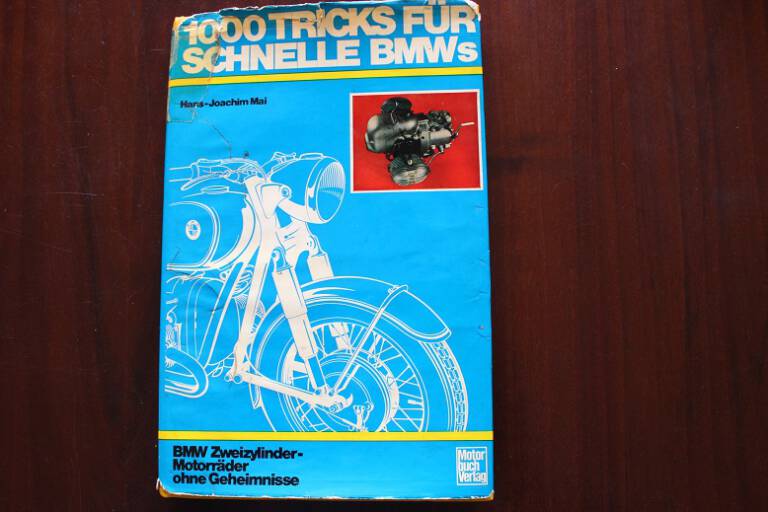 1000 TRICKS FÜR
SCHNELLE BMWs
Hans-Joachim Mai
BMW Zweizylinder-
Motorräder
ohne Geheimnisse
Motor
buch
Verlag